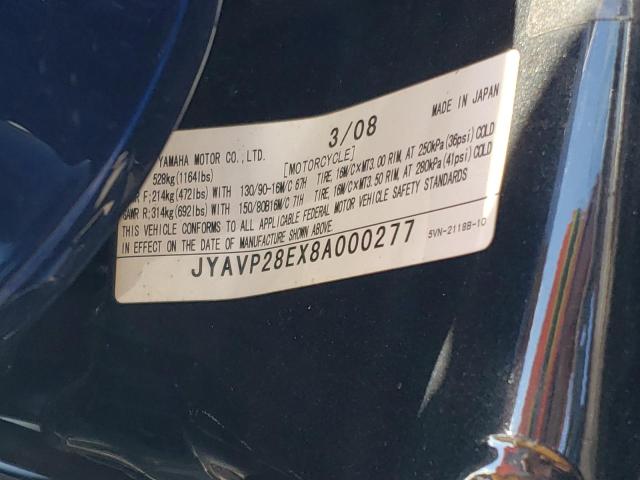 3/08 MADE IN JAPAN
YAMAHA MOTOR CO., LTD. [MOTORCYCLE]
528kg(1164lbs)
R F;214kg(472lbs) WITH 130/90-16M/C 67H TIRE, 16M/C×MT3.00 RIM, AT 250kPa(36psi)COLD
GAWR R;314kg(692lbs) WITH 150/80B16M/C 71H TIRE, 16M/C×MT3.50 RIM, AT 280kPa(41psi)COLD
THIS VEHICLE CONFORMS TO ALL APPLICABLE FEDERAL MOTOR VEHICLE SAFETY STANDARDS
IN EFFECT ON THE DATE OF MANUFACTURE SHOWN ABOVE.
JYAVP28EX8A000277 5VN-2118B-10